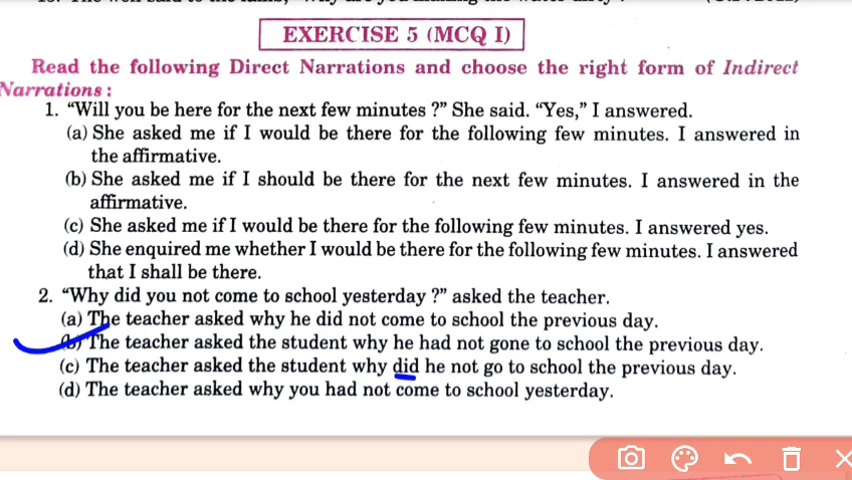 EXERCISE 5 (MCQ I)
Read the following Direct Narrations and choose the right form of Indirect
Narrations :
1. “Will you be here for the next few minutes ?” She said. “Yes,” I answered.
(a) She asked me if I would be there for the following few minutes. I answered in
the affirmative.
(b) She asked me if I should be there for the next few minutes. I answered in the
affirmative.
(c) She asked me if I would be there for the following few minutes. I answered yes.
(d) She enquired me whether I would be there for the following few minutes. I answered
that I shall be there.
2. “Why did you not come to school yesterday ?” asked the teacher.
(a) The teacher asked why he did not come to school the previous day.
(b) The teacher asked the student why he had not gone to school the previous day.
(c) The teacher asked the student why did he not go to school the previous day.
(d) The teacher asked why you had not come to school yesterday.